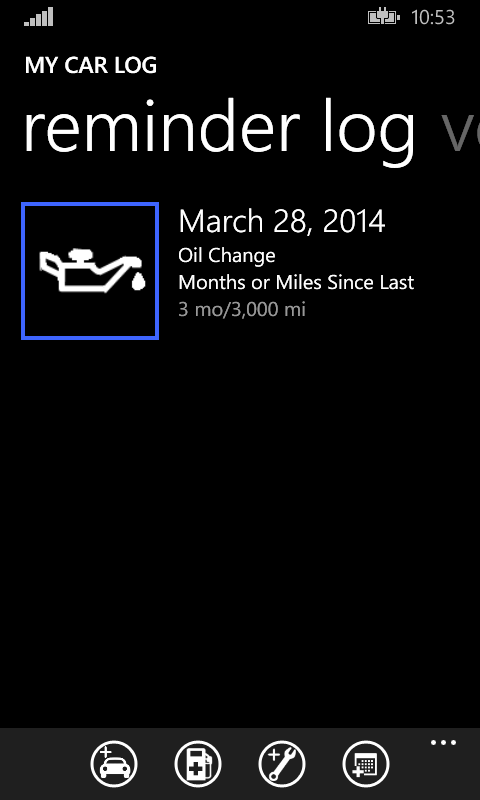 10:53
MY CAR LOG
reminder log
March 28, 2014
Oil Change
Months or Miles Since Last
3 mo/3,000 mi